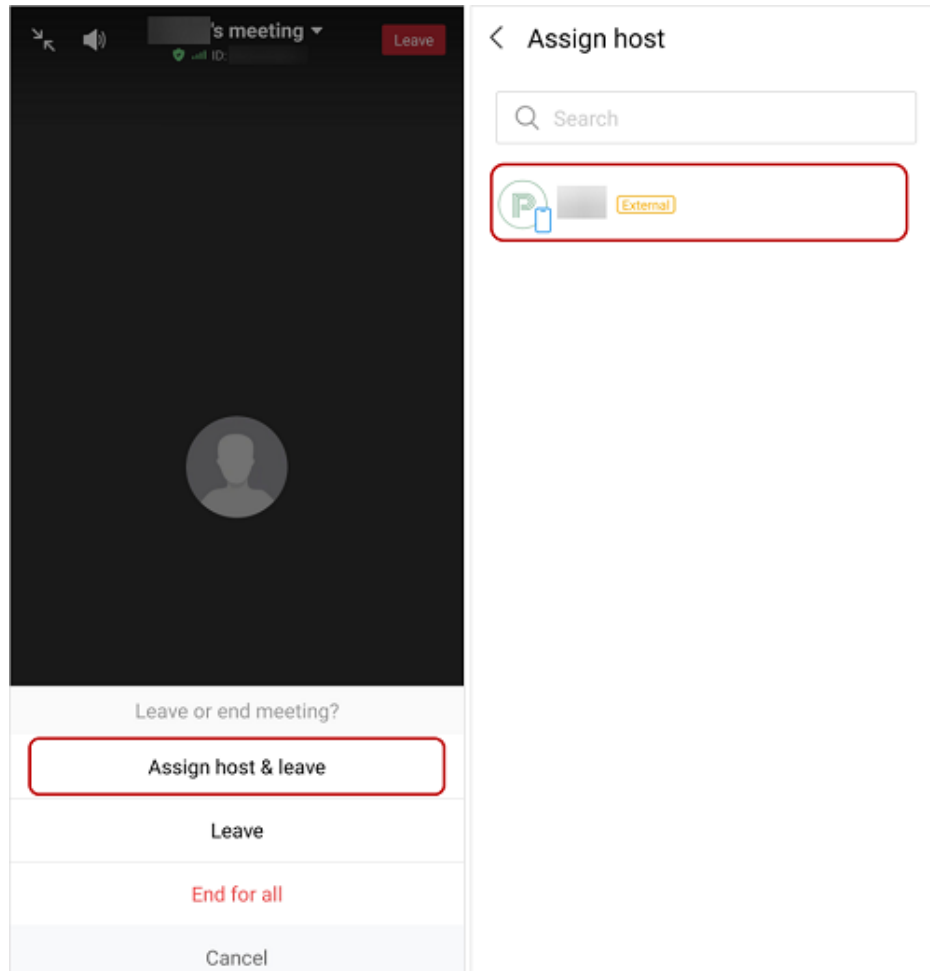 's meeting
Leave
ID:
Leave or end meeting?
Assign host & leave
Leave
End for all
Cancel
Assign host
Search
P
External